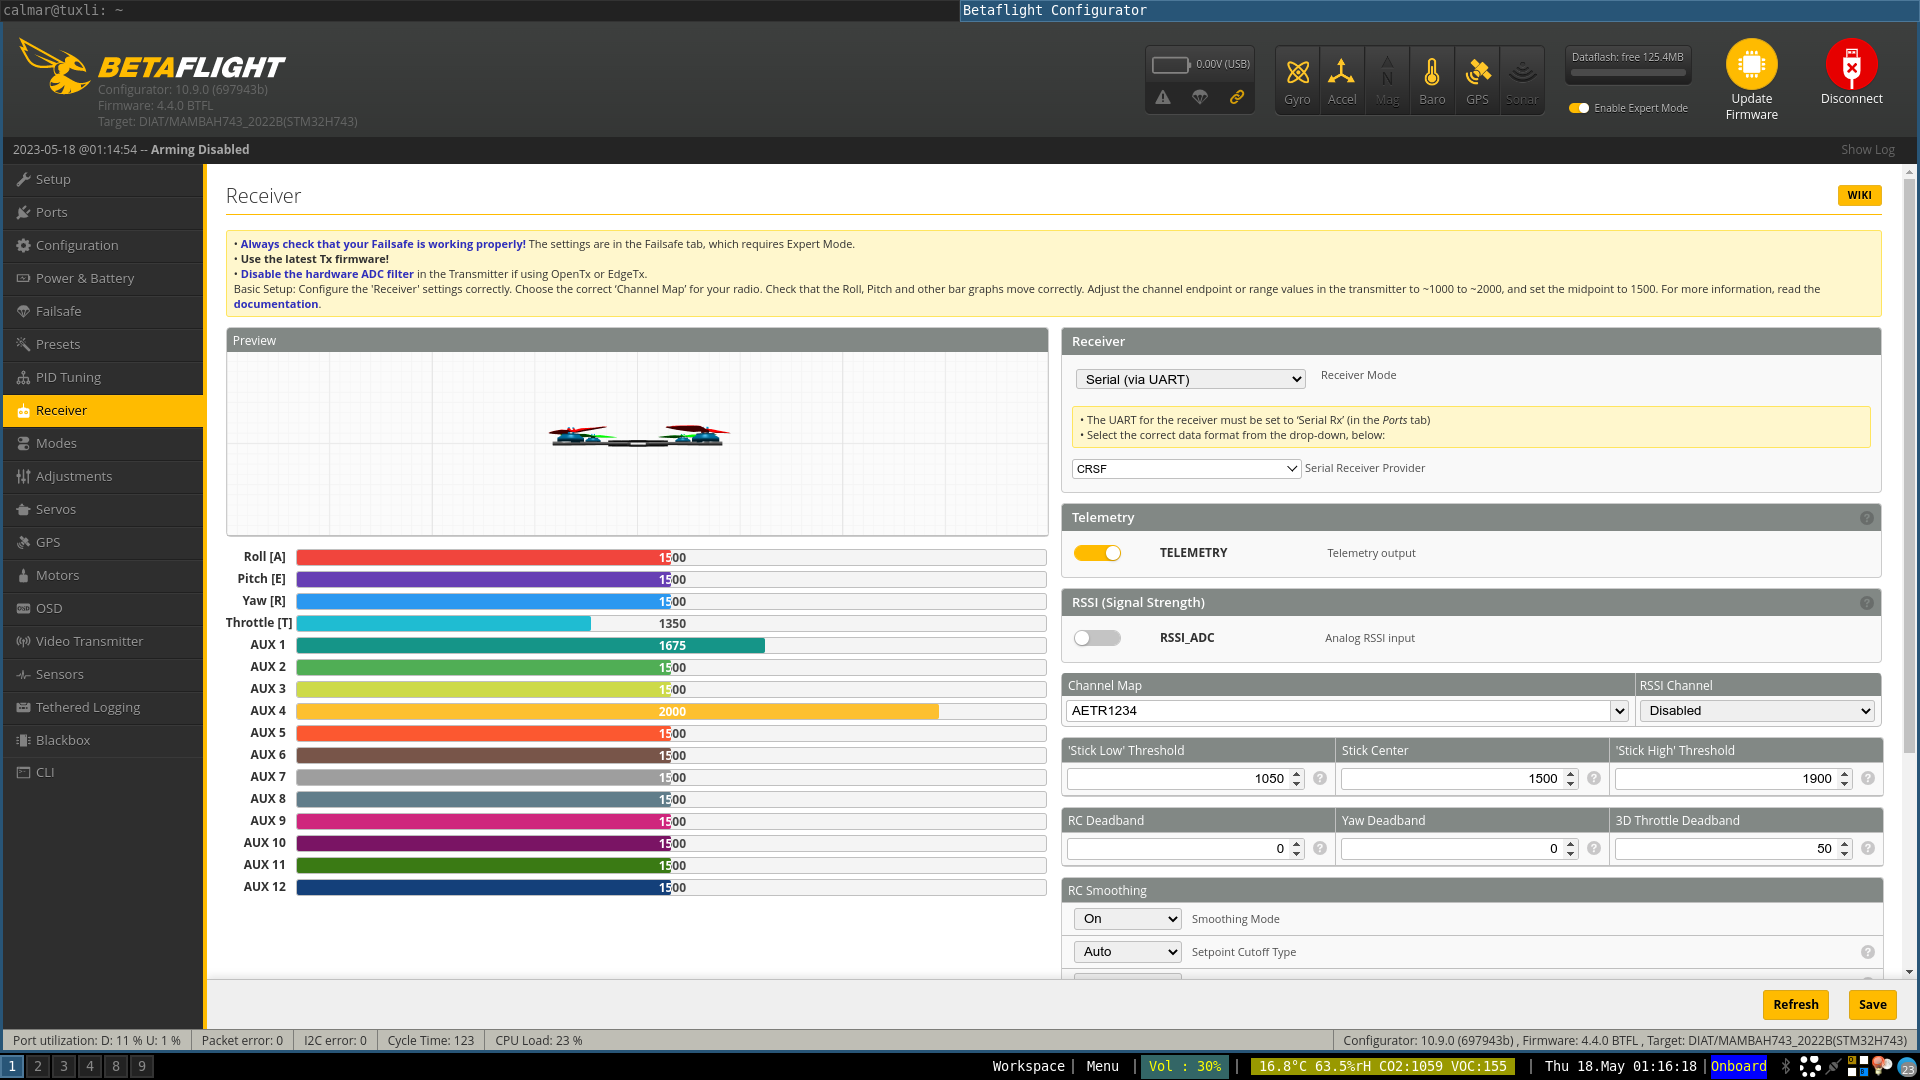 calmar@tuxli: ~
Betaflight Configurator
BETAFLIGHT
Configurator: 10.9.0 (697943b)
Firmware: 4.4.0 BTFL
Target: DIAT/MAMBAH743_2022B(STM32H743)
0.00V (USB)
Gyro
Accel
Mag
Baro
GPS
Sonar
Dataflash: free 125.4MB
Enable Expert Mode
Update
Firmware
Disconnect
2023-05-18 @01:14:54 -- Arming Disabled
Show Log
Setup
Ports
Configuration
Power & Battery
Failsafe
Presets
PID Tuning
Receiver
Modes
Adjustments
Servos
GPS
Motors
OSD
Video Transmitter
Sensors
Tethered Logging
Blackbox
CLI
Receiver
WIKI
• Always check that your Failsafe is working properly! The settings are in the Failsafe tab, which requires Expert Mode.
• Use the latest Tx firmware!
• Disable the hardware ADC filter in the Transmitter if using OpenTx or EdgeTx.
Basic Setup: Configure the 'Receiver' settings correctly. Choose the correct 'Channel Map' for your radio. Check that the Roll, Pitch and other bar graphs move correctly. Adjust the channel endpoint or range values in the transmitter to ~1000 to ~2000, and set the midpoint to 1500. For more information, read the
documentation.
Preview
Roll [A] 1500
Pitch [E] 1500
Yaw [R] 1500
Throttle [T] 1350
AUX 1 1675
AUX 2 1500
AUX 3 1500
AUX 4 2000
AUX 5 1500
AUX 6 1500
AUX 7 1500
AUX 8 1500
AUX 9 1500
AUX 10 1500
AUX 11 1500
AUX 12 1500
Receiver
Serial (via UART) Receiver Mode
• The UART for the receiver must be set to 'Serial Rx' (in the Ports tab)
• Select the correct data format from the drop-down, below:
CRSF Serial Receiver Provider
Telemetry ?
TELEMETRY Telemetry output
RSSI (Signal Strength) ?
RSSI_ADC Analog RSSI input
Channel Map RSSI Channel
AETR1234 Disabled
'Stick Low' Threshold Stick Center 'Stick High' Threshold
1050 ? 1500 ? 1900 ?
RC Deadband Yaw Deadband 3D Throttle Deadband
0 ? 0 ? 50 ?
RC Smoothing
On Smoothing Mode
Auto Setpoint Cutoff Type ?
Refresh Save
Port utilization: D: 11 % U: 1 % Packet error: 0 I2C error: 0 Cycle Time: 123 CPU Load: 23 %
Configurator: 10.9.0 (697943b) , Firmware: 4.4.0 BTFL , Target: DIAT/MAMBAH743_2022B(STM32H743)
1 2 3 4 8 9
Workspace| Menu | Vol : 30% | 16.8°C 63.5%rH CO2:1059 VOC:155 | Thu 18.May 01:16:18 |Onboard
23